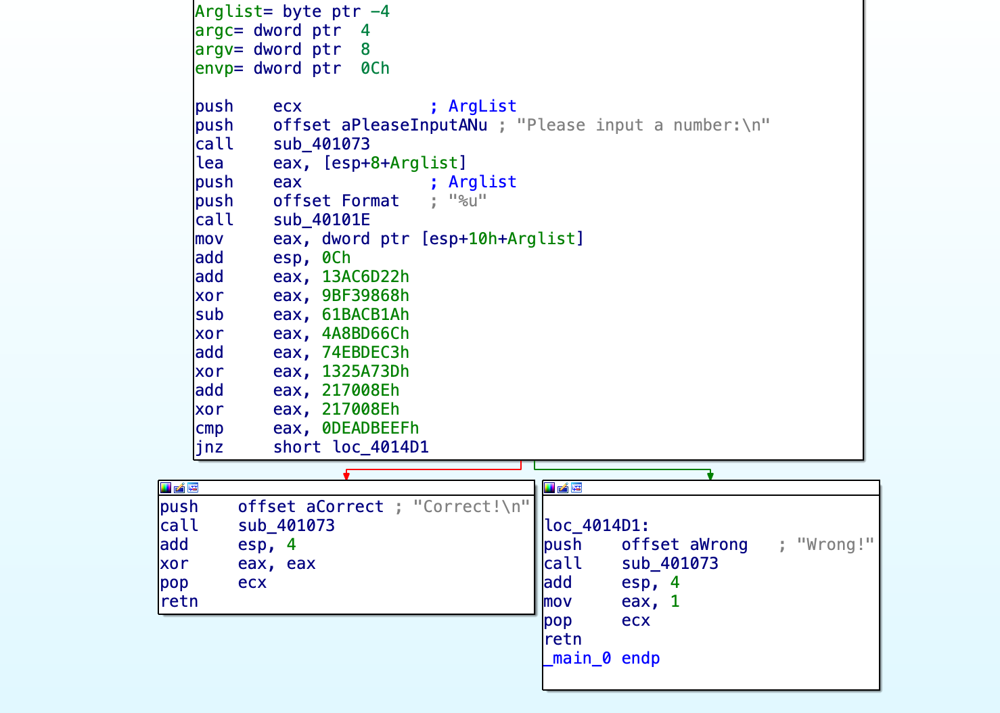 Arglist= byte ptr -4
argc= dword ptr  4
argv= dword ptr  8
envp= dword ptr  0Ch
push    ecx             ; ArgList
push    offset aPleaseInputANu ; "Please input a number:\n"
call    sub_401073
lea     eax, [esp+8+Arglist]
push    eax             ; Arglist
push    offset Format   ; "%u"
call    sub_40101E
mov     eax, dword ptr [esp+10h+Arglist]
add     esp, 0Ch
add     eax, 13AC6D22h
xor     eax, 9BF39868h
sub     eax, 61BACB1Ah
xor     eax, 4A8BD66Ch
add     eax, 74EBDEC3h
xor     eax, 1325A73Dh
add     eax, 217008Eh
xor     eax, 217008Eh
cmp     eax, 0DEADBEEFh
jnz     short loc_4014D1
push    offset aCorrect ; "Correct!\n"
call    sub_401073
add     esp, 4
xor     eax, eax
pop     ecx
retn
loc_4014D1:
push    offset aWrong   ; "Wrong!"
call    sub_401073
add     esp, 4
mov     eax, 1
pop     ecx
retn
_main_0 endp